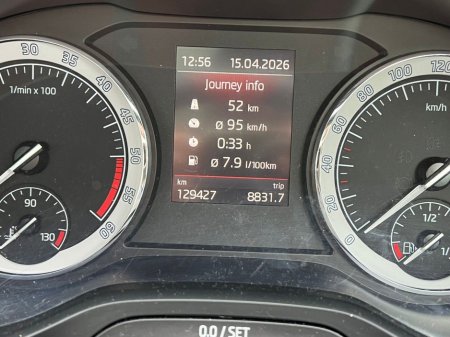 12:56 15.04.2026
Journey info
52 km
Ø 95 km/h
0:33 h
Ø 7.9 l/100km
km trip
129427 8831.7
30 35 40 45 50 55 60
1/min x 100
90
130
0 20 40 60 80 100 120
km/h
1/2
0.0 / SET